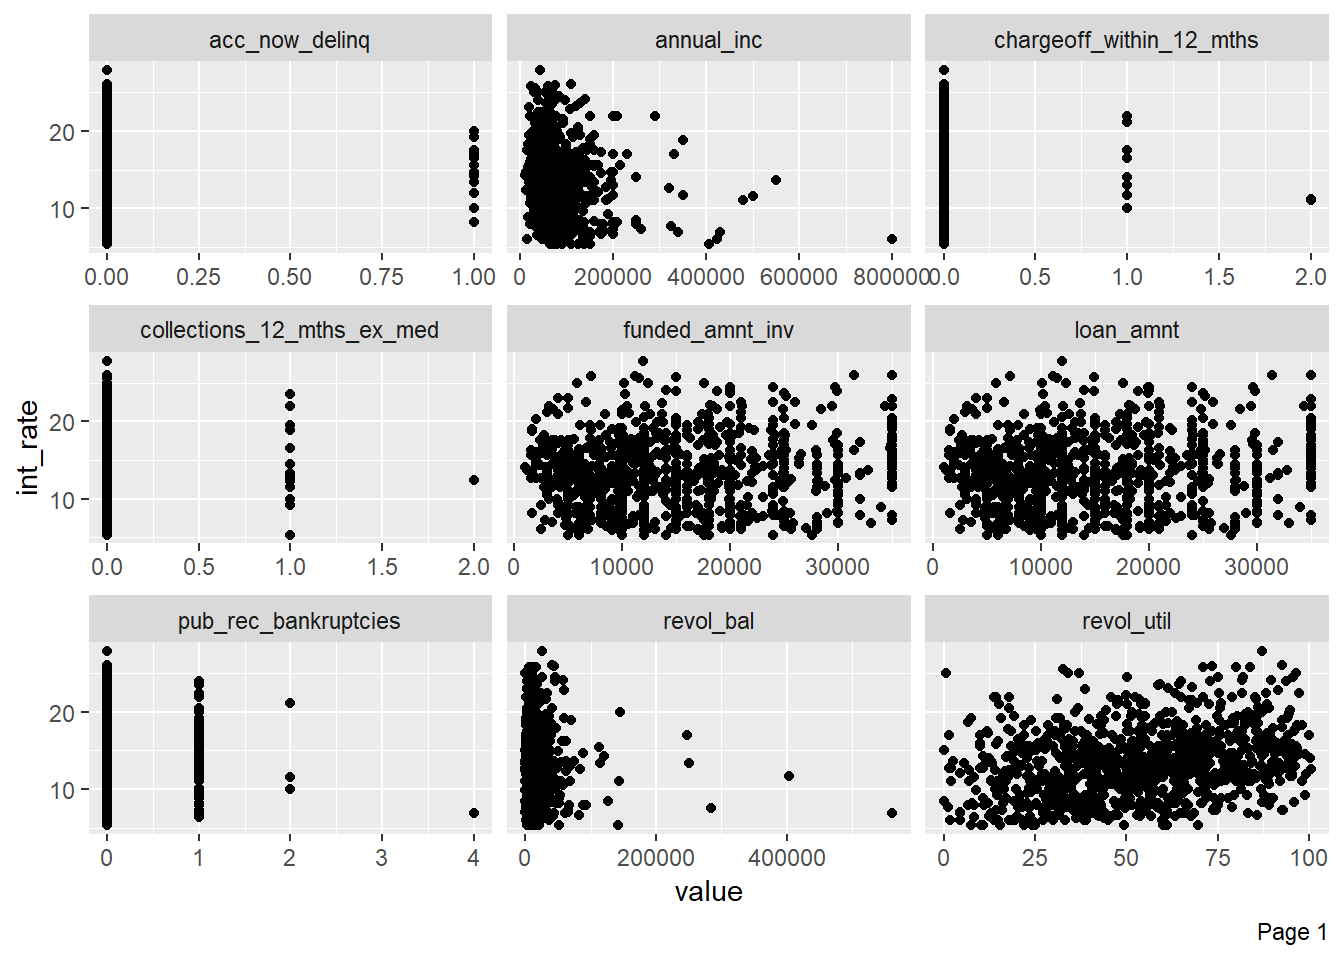 acc_now_delinq annual_inc chargeoff_within_12_mths
20
10
0.00 0.25 0.50 0.75 1.00 0 200000 400000 600000 800000 0.0 0.5 1.0 1.5 2.0
collections_12_mths_ex_med funded_amnt_inv loan_amnt
20
10
0.0 0.5 1.0 1.5 2.0 0 10000 20000 30000 0 10000 20000 30000
int_rate
pub_rec_bankruptcies revol_bal revol_util
20
10
0 1 2 3 4 0 200000 400000 0 25 50 75 100
value
Page 1